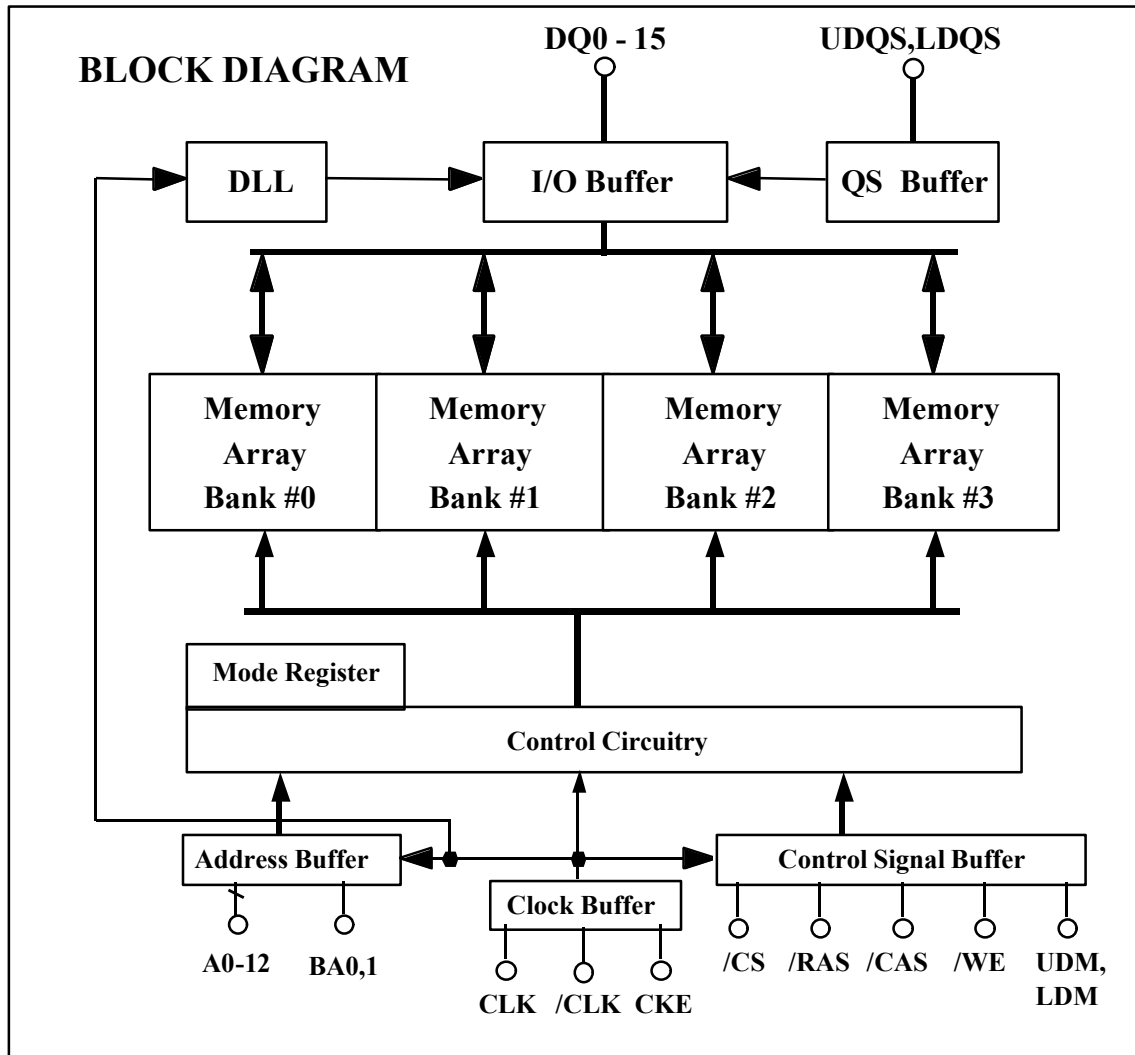 DQ0 - 15
UDQS,LDQS
BLOCK DIAGRAM
DLL
I/O Buffer
QS Buffer
Memory
Array
Bank #0
Memory
Array
Bank #1
Memory
Array
Bank #2
Memory
Array
Bank #3
Mode Register
Control Circuitry
Address Buffer
Control Signal Buffer
Clock Buffer
A0-12
BA0,1
CLK
/CLK
CKE
/CS
/RAS
/CAS
/WE
UDM,
LDM